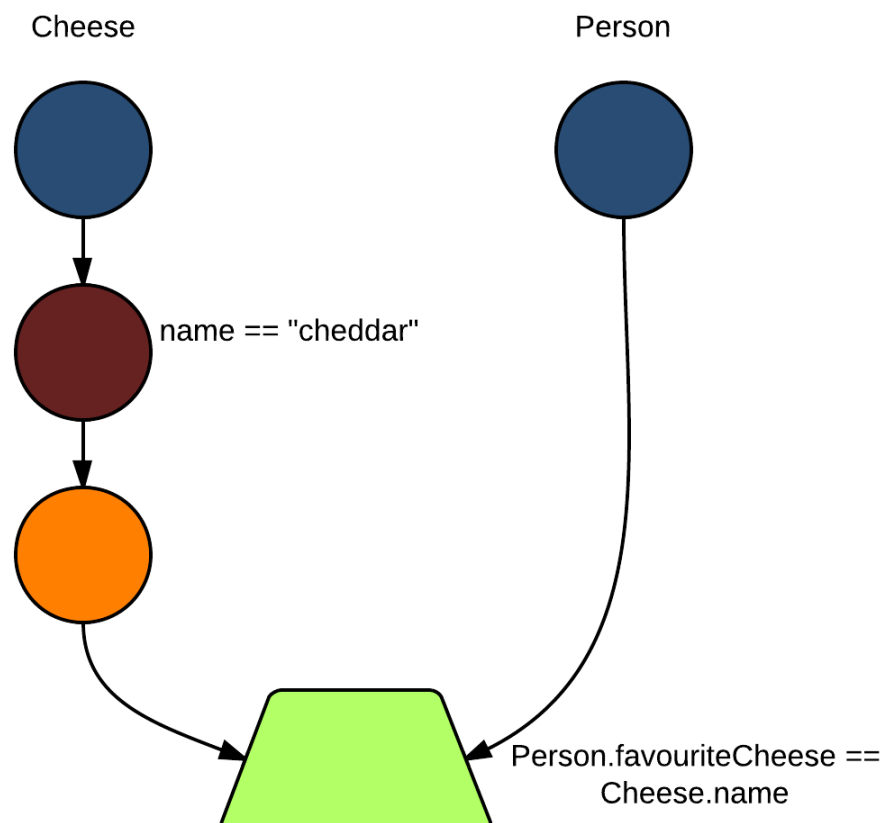 Cheese
Person
name == "cheddar"
Person.favouriteCheese ==
Cheese.name